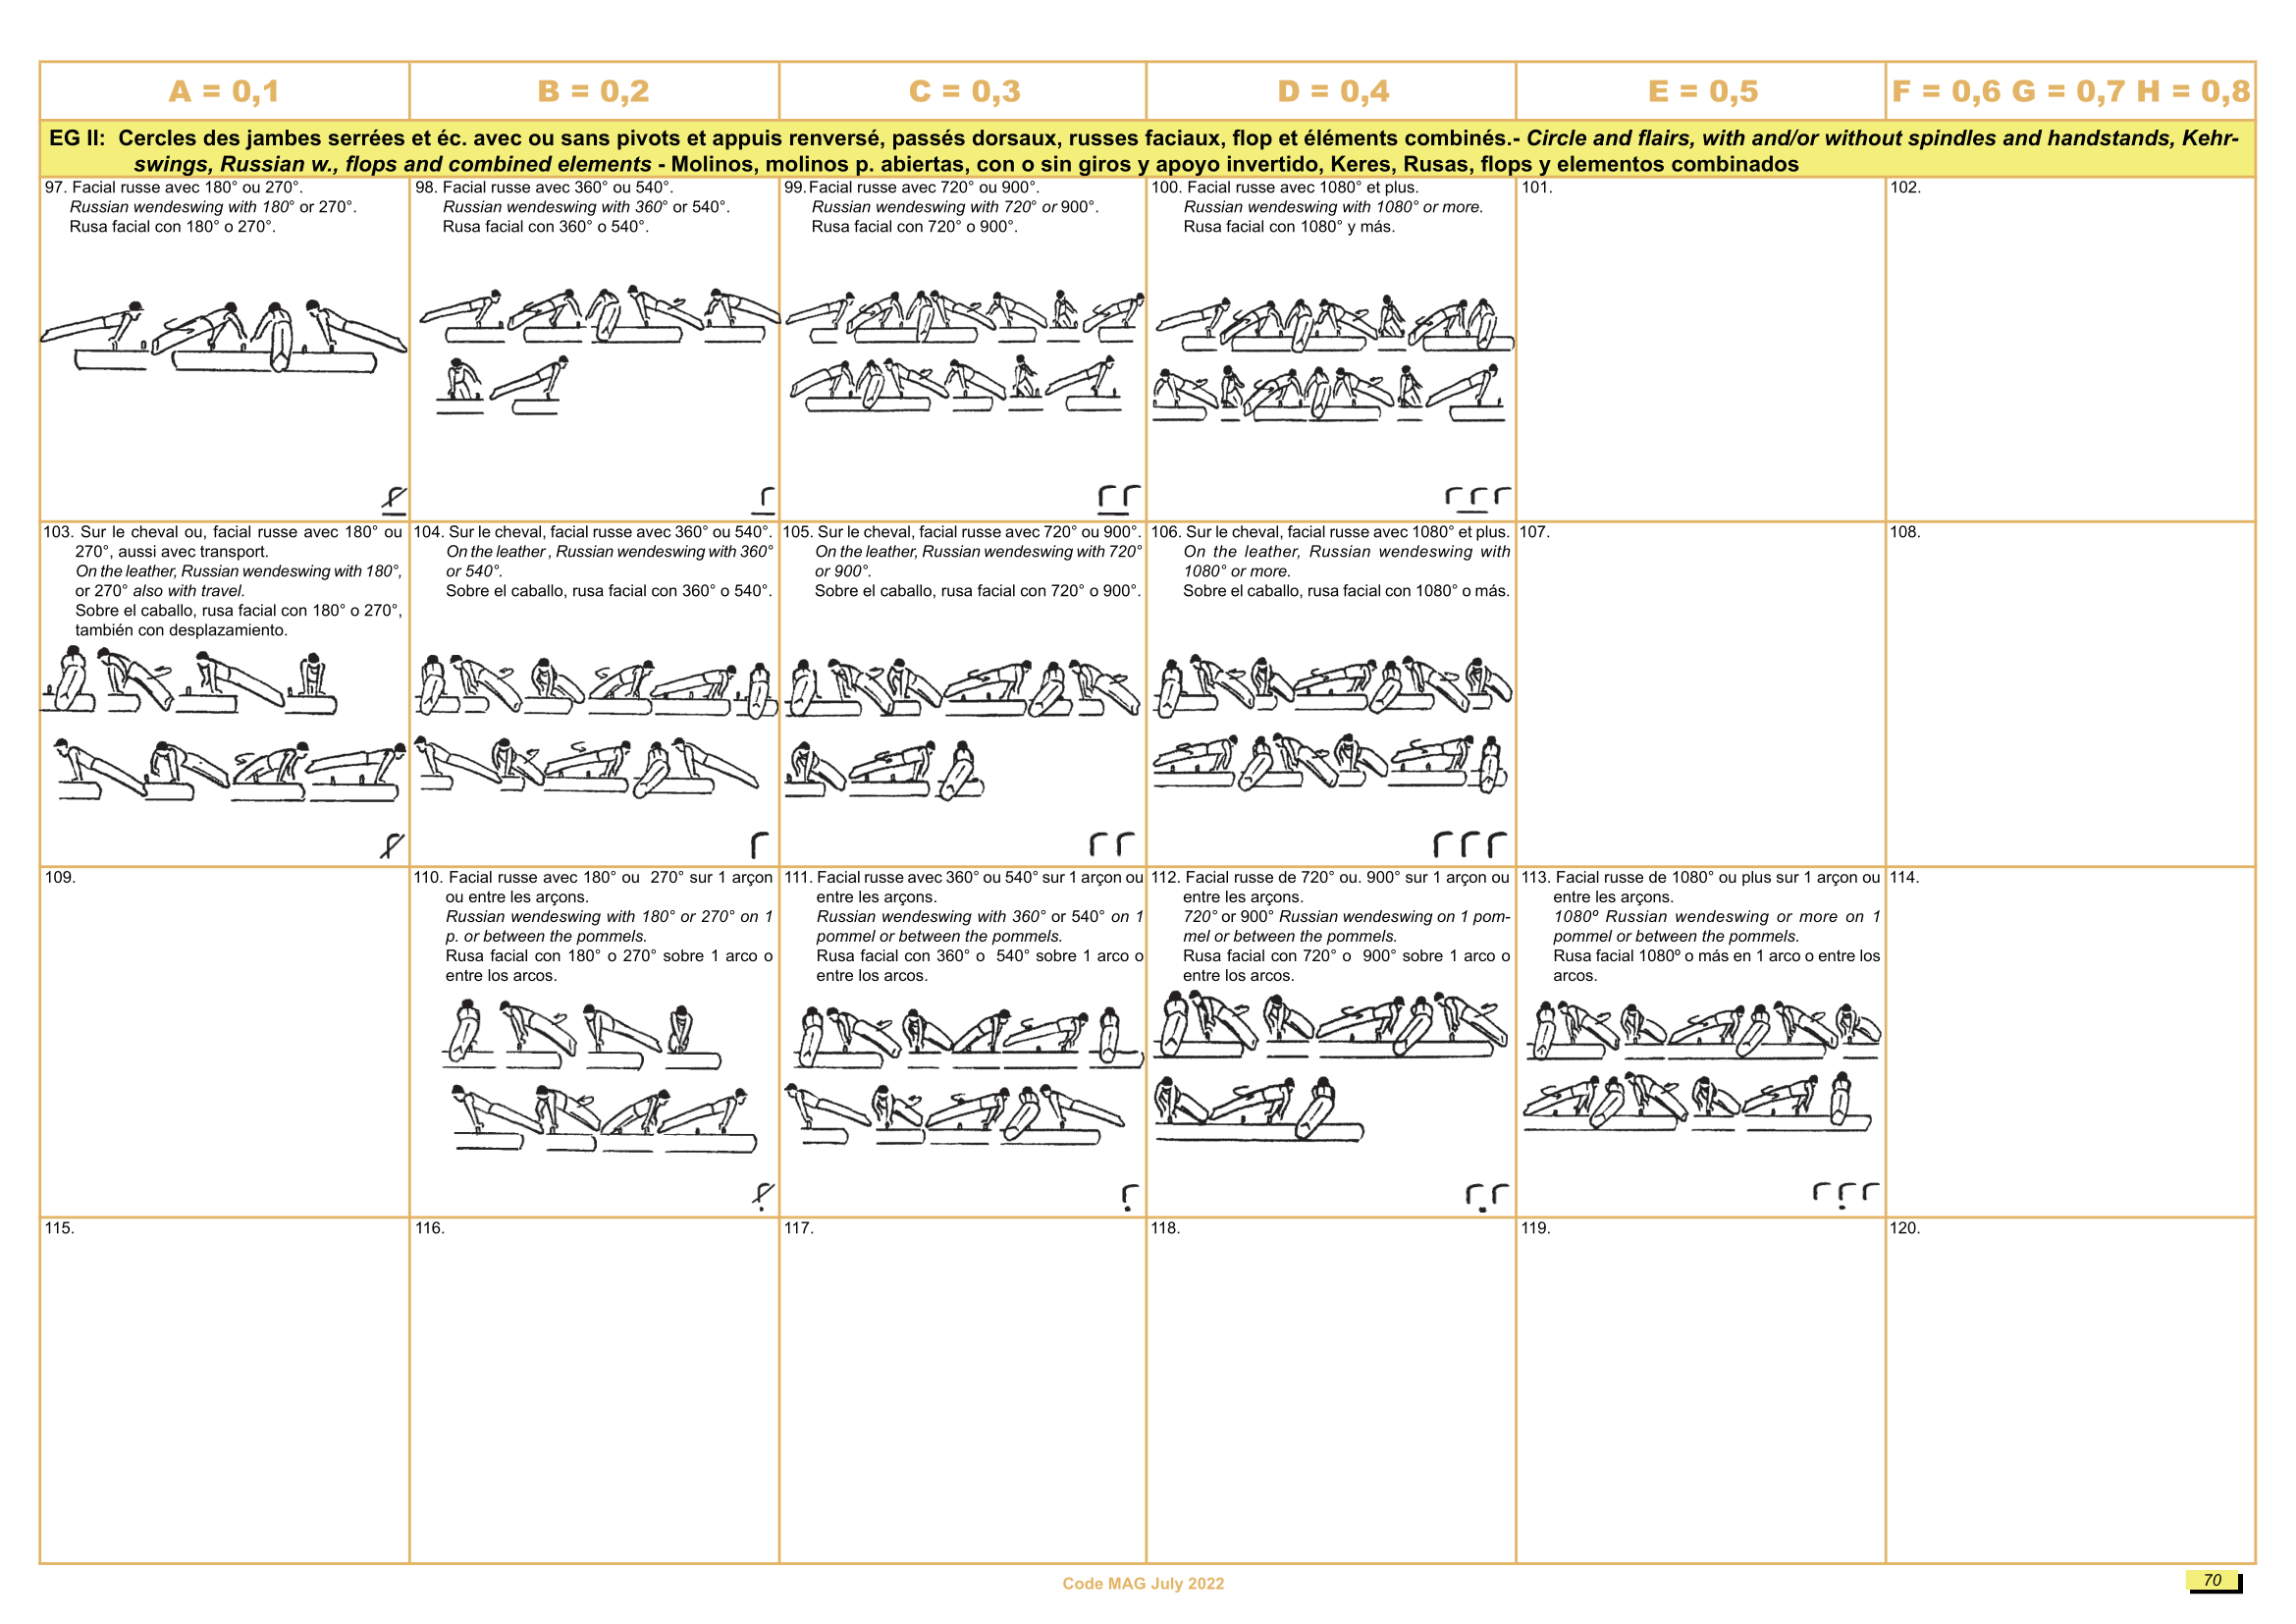 A = 0,1
B = 0,2
C = 0,3
D = 0,4
E = 0,5
F = 0,6 G = 0,7 H = 0,8
EG II: Cercles des jambes serrées et éc. avec ou sans pivots et appuis renversé, passés dorsaux, russes faciaux, flop et éléments combinés.- Circle and flairs, with and/or without spindles and handstands, Kehr-
swings, Russian w., flops and combined elements - Molinos, molinos p. abiertas, con o sin giros y apoyo invertido, Keres, Rusas, flops y elementos combinados
97. Facial russe avec 180° ou 270°.
Russian wendeswing with 180° or 270°.
Rusa facial con 180° o 270°.
98. Facial russe avec 360° ou 540°.
Russian wendeswing with 360° or 540°.
Rusa facial con 360° o 540°.
99. Facial russe avec 720° ou 900°.
Russian wendeswing with 720° or 900°.
Rusa facial con 720° o 900°.
100. Facial russe avec 1080° et plus.
Russian wendeswing with 1080° or more.
Rusa facial con 1080° y más.
101.
102.
103. Sur le cheval ou, facial russe avec 180° ou
270°, aussi avec transport.
On the leather, Russian wendeswing with 180°,
or 270° also with travel.
Sobre el caballo, rusa facial con 180° o 270°,
también con desplazamiento.
104. Sur le cheval, facial russe avec 360° ou 540°.
On the leather , Russian wendeswing with 360°
or 540°.
Sobre el caballo, rusa facial con 360° o 540°.
105. Sur le cheval, facial russe avec 720° ou 900°.
On the leather, Russian wendeswing with 720°
or 900°.
Sobre el caballo, rusa facial con 720° o 900°.
106. Sur le cheval, facial russe avec 1080° et plus.
On the leather, Russian wendeswing with
1080° or more.
Sobre el caballo, rusa facial con 1080° o más.
107.
108.
109.
110. Facial russe avec 180° ou 270° sur 1 arçon
ou entre les arçons.
Russian wendeswing with 180° or 270° on 1
p. or between the pommels.
Rusa facial con 180° o 270° sobre 1 arco o
entre los arcos.
111. Facial russe avec 360° ou 540° sur 1 arçon ou
entre les arçons.
Russian wendeswing with 360° or 540° on 1
pommel or between the pommels.
Rusa facial con 360° o 540° sobre 1 arco o
entre los arcos.
112. Facial russe de 720° ou. 900° sur 1 arçon ou
entre les arçons.
720° or 900° Russian wendeswing on 1 pom-
mel or between the pommels.
Rusa facial con 720° o 900° sobre 1 arco o
entre los arcos.
113. Facial russe de 1080° ou plus sur 1 arçon ou
entre les arçons.
1080º Russian wendeswing or more on 1
pommel or between the pommels.
Rusa facial 1080º o más en 1 arco o entre los
arcos.
114.
115.
116.
117.
118.
119.
120.
Code MAG July 2022
70